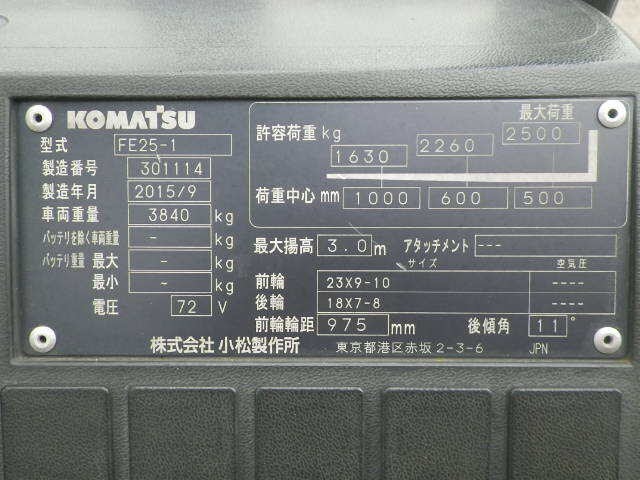 KOMATSU
型式 FE25-1
製造番号 301114
製造年月 2015/9
車両重量 3840 kg
バッテリを除く車両重量 - kg
バッテリ重量 最大 - kg
最小 - kg
電圧 72 V
最大荷重
許容荷重 kg 1630 2260 2500
荷重中心 mm 1000 600 500
最大揚高 3.0 m アタッチメント ---
サイズ 空気圧
前輪 23X9-10 ----
後輪 18X7-8 ----
前輪輪距 975 mm 後傾角 11°
株式会社 小松製作所 東京都港区赤坂2-3-6 JPN